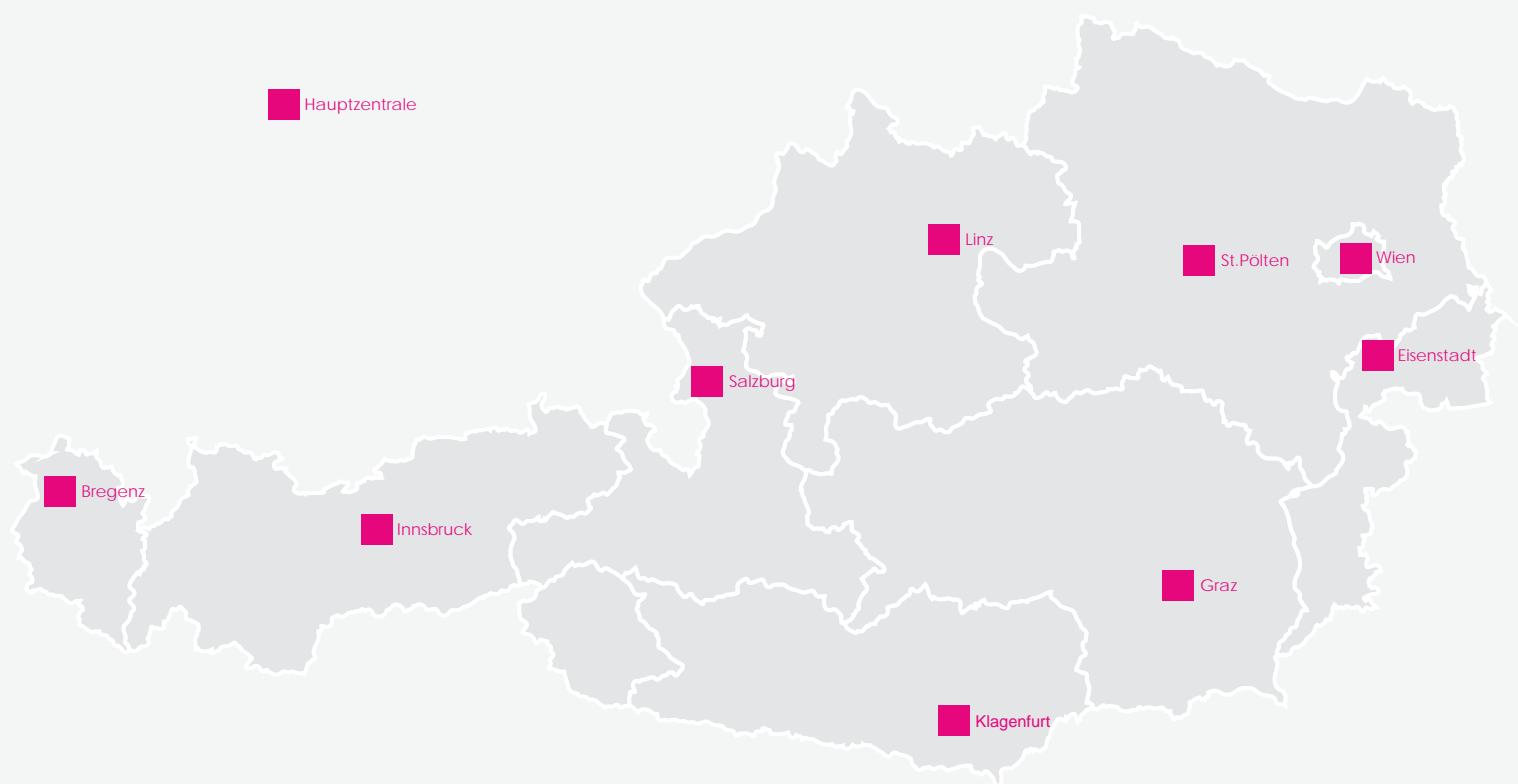 Hauptzentrale
Linz
St.Pölten
Wien
Eisenstadt
Salzburg
Bregenz
Innsbruck
Graz
Klagenfurt